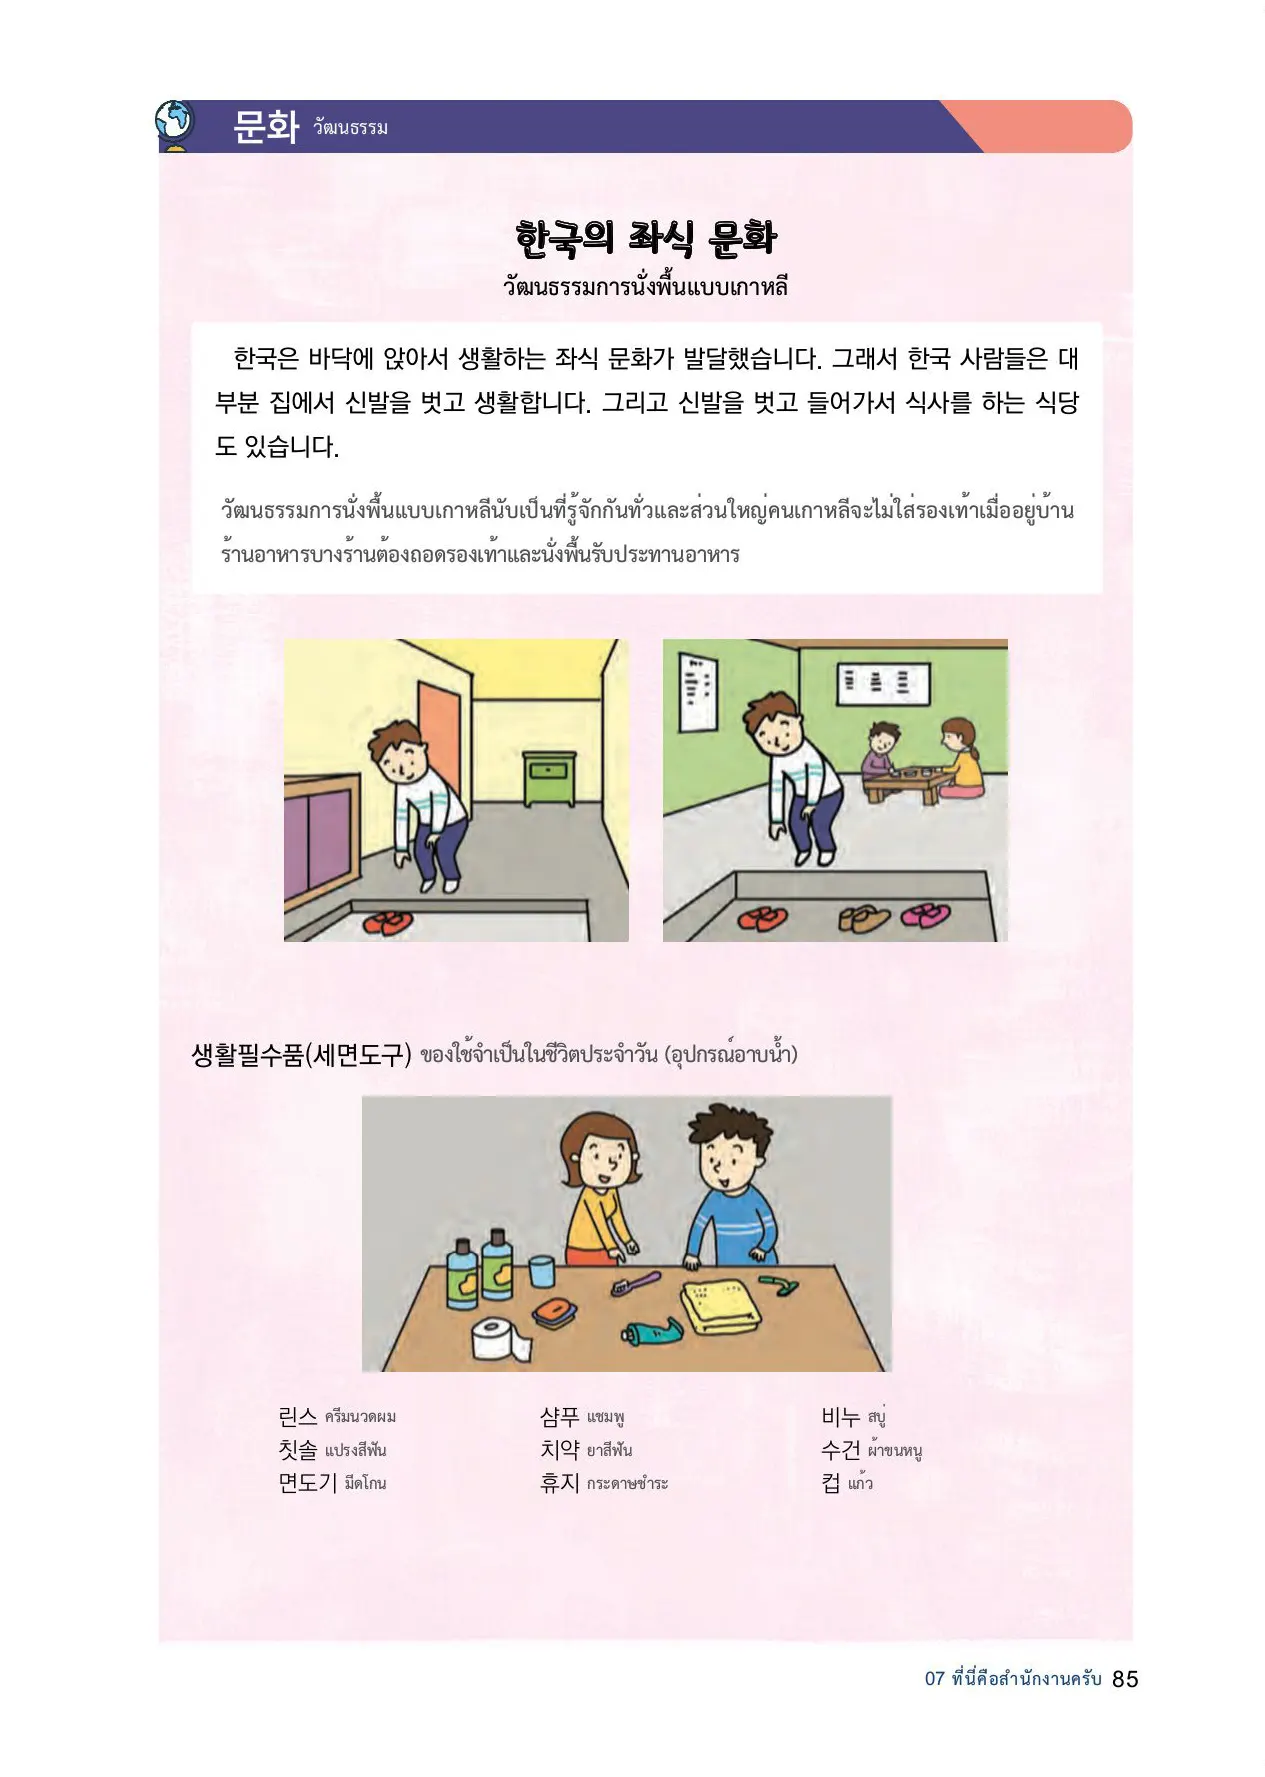 문화 วัฒนธรรม
한국의 좌식 문화
วัฒนธรรมการนั่งพื้นแบบเกาหลี
한국은 바닥에 앉아서 생활하는 좌식 문화가 발달했습니다. 그래서 한국 사람들은 대
부분 집에서 신발을 벗고 생활합니다. 그리고 신발을 벗고 들어가서 식사를 하는 식당
도 있습니다.
วัฒนธรรมการนั่งพื้นแบบเกาหลีนับเป็นที่รู้จักกันทั่วและส่วนใหญ่คนเกาหลีจะไม่ใส่รองเท้าเมื่ออยู่บ้าน
ร้านอาหารบางร้านต้องถอดรองเท้าและนั่งพื้นรับประทานอาหาร
생활필수품(세면도구) ของใช้จำเป็นในชีวิตประจำวัน (อุปกรณ์อาบน้ำ)
린스 ครีมนวดผม 샴푸 แชมพู 비누 สบู่
칫솔 แปรงสีฟัน 치약 ยาสีฟัน 수건 ผ้าขนหนู
면도기 มีดโกน 휴지 กระดาษชำระ 컵 แก้ว
07 ที่นี่คือสำนักงานครับ 85